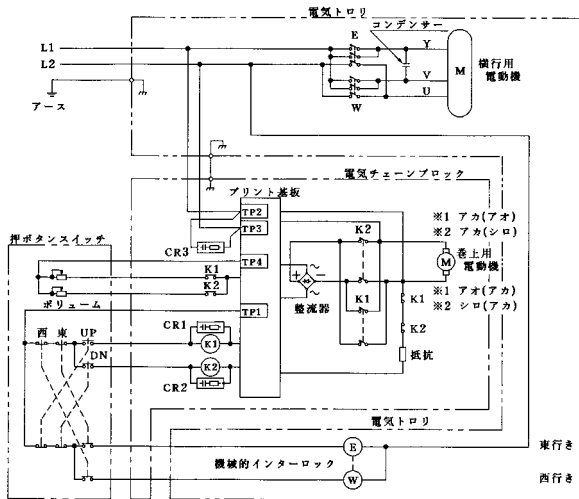 電気トロリ
コンデンサー
L1
E
Y
L2
M
横行用
電動機
V
U
アース
W
電気チェーンブロック
プリント基板
TP2
TP3
K2
※1 アカ(アオ)
※2 アカ(シロ)
押ボタンスイッチ
CR3
TP4
K1
K2
M
巻上用
電動機
ボリューム
TP1
整流器
K1
※1 アオ(アカ)
※2 シロ(アカ)
K1
西
東
UP
CR1
K1
K2
DN
K2
抵抗
CR2
電気トロリ
E
東行き
機械的インターロック
W
西行き